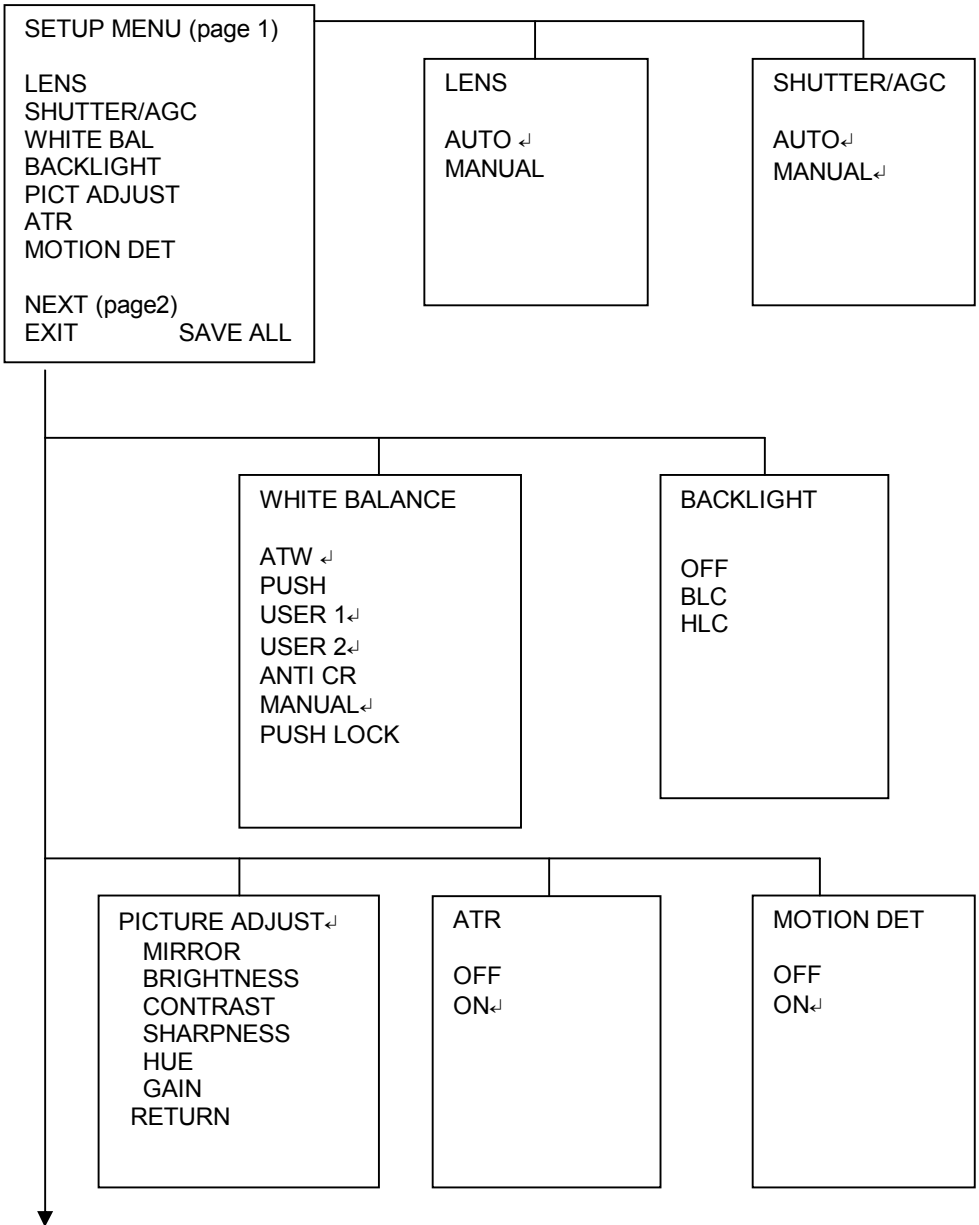 SETUP MENU (page 1)
LENS
SHUTTER/AGC
WHITE BAL
BACKLIGHT
PICT ADJUST
ATR
MOTION DET
NEXT (page2)
EXIT SAVE ALL
LENS
AUTO ↲
MANUAL
SHUTTER/AGC
AUTO↲
MANUAL↲
WHITE BALANCE
ATW ↲
PUSH
USER 1↲
USER 2↲
ANTI CR
MANUAL↲
PUSH LOCK
BACKLIGHT
OFF
BLC
HLC
PICTURE ADJUST↲
MIRROR
BRIGHTNESS
CONTRAST
SHARPNESS
HUE
GAIN
RETURN
ATR
OFF
ON↲
MOTION DET
OFF
ON↲